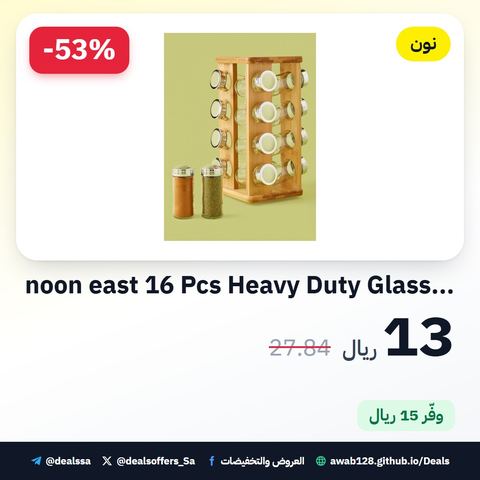 -53%
نون
noon east 16 Pcs Heavy Duty Glass...
13 ريال 27.84
وفّر 15 ريال
@dealssa @dealsoffers_Sa العروض والتخفيضات awab128.github.io/Deals